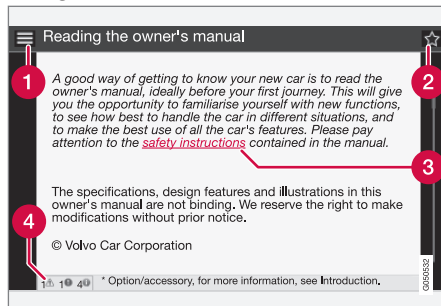 Reading the owner's manual
1
2
A good way of getting to know your new car is to read the
owner's manual, ideally before your first journey. This will give
you the opportunity to familiarise yourself with new functions,
to see how best to handle the car in different situations, and
to make the best use of all the car's features. Please pay
attention to the safety instructions contained in the manual.
3
The specifications, design features and illustrations in this
owner's manual are not binding. We reserve the right to make
modifications without prior notice.
4
© Volvo Car Corporation
1 1 4 * Option/accessory, for more information, see Introduction.
G050532